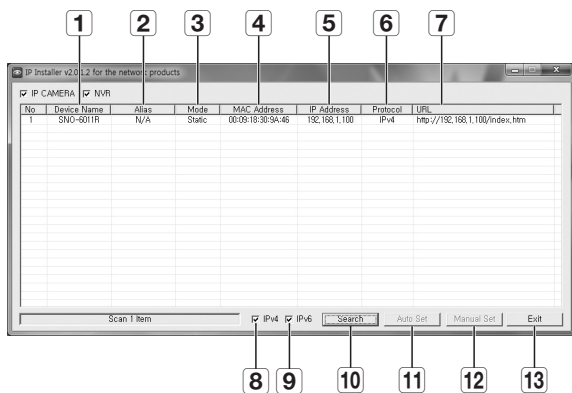 1 2 3 4 5 6 7
IP Installer v2.0.1.2 for the network products
IP CAMERA NVR
No Device Name Alias Mode MAC Address IP Address Protocol URL
1 SNO-6011R N/A Static 00:09:18:30:9A:46 192,168,1,100 IPv4 http://192,168,1,100/index,htm
Scan 1 Item IPv4 IPv6 Search Auto Set Manual Set Exit
8 9 10 11 12 13